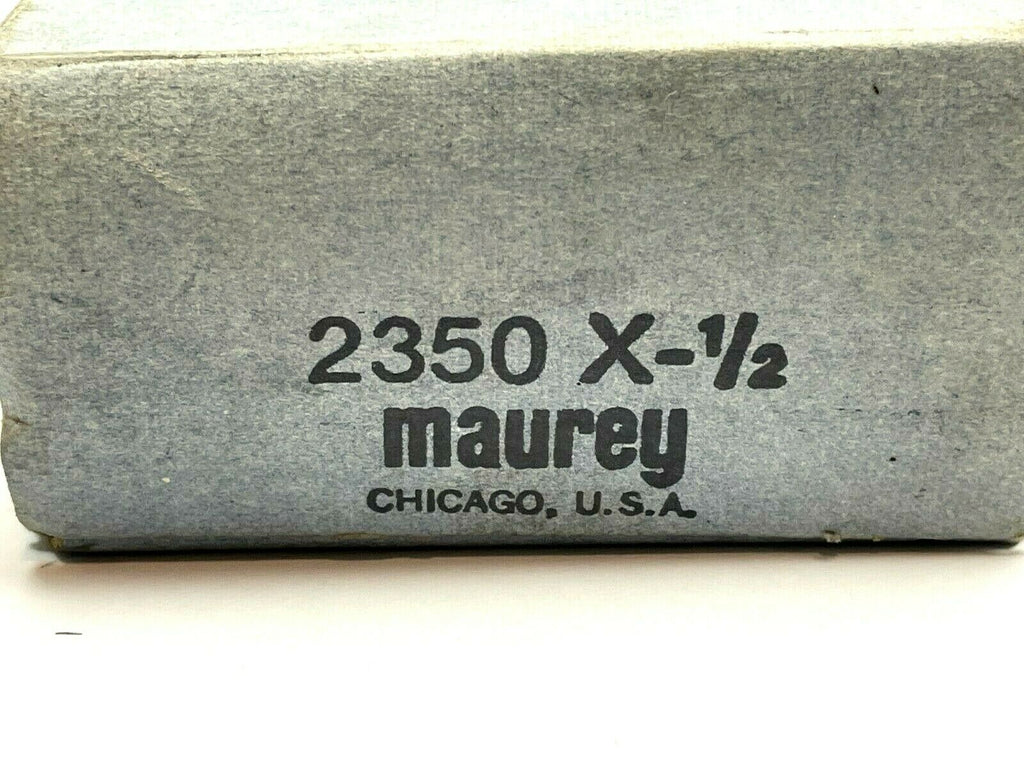 2350 X-1/2
maurey
CHICAGO, U.S.A.